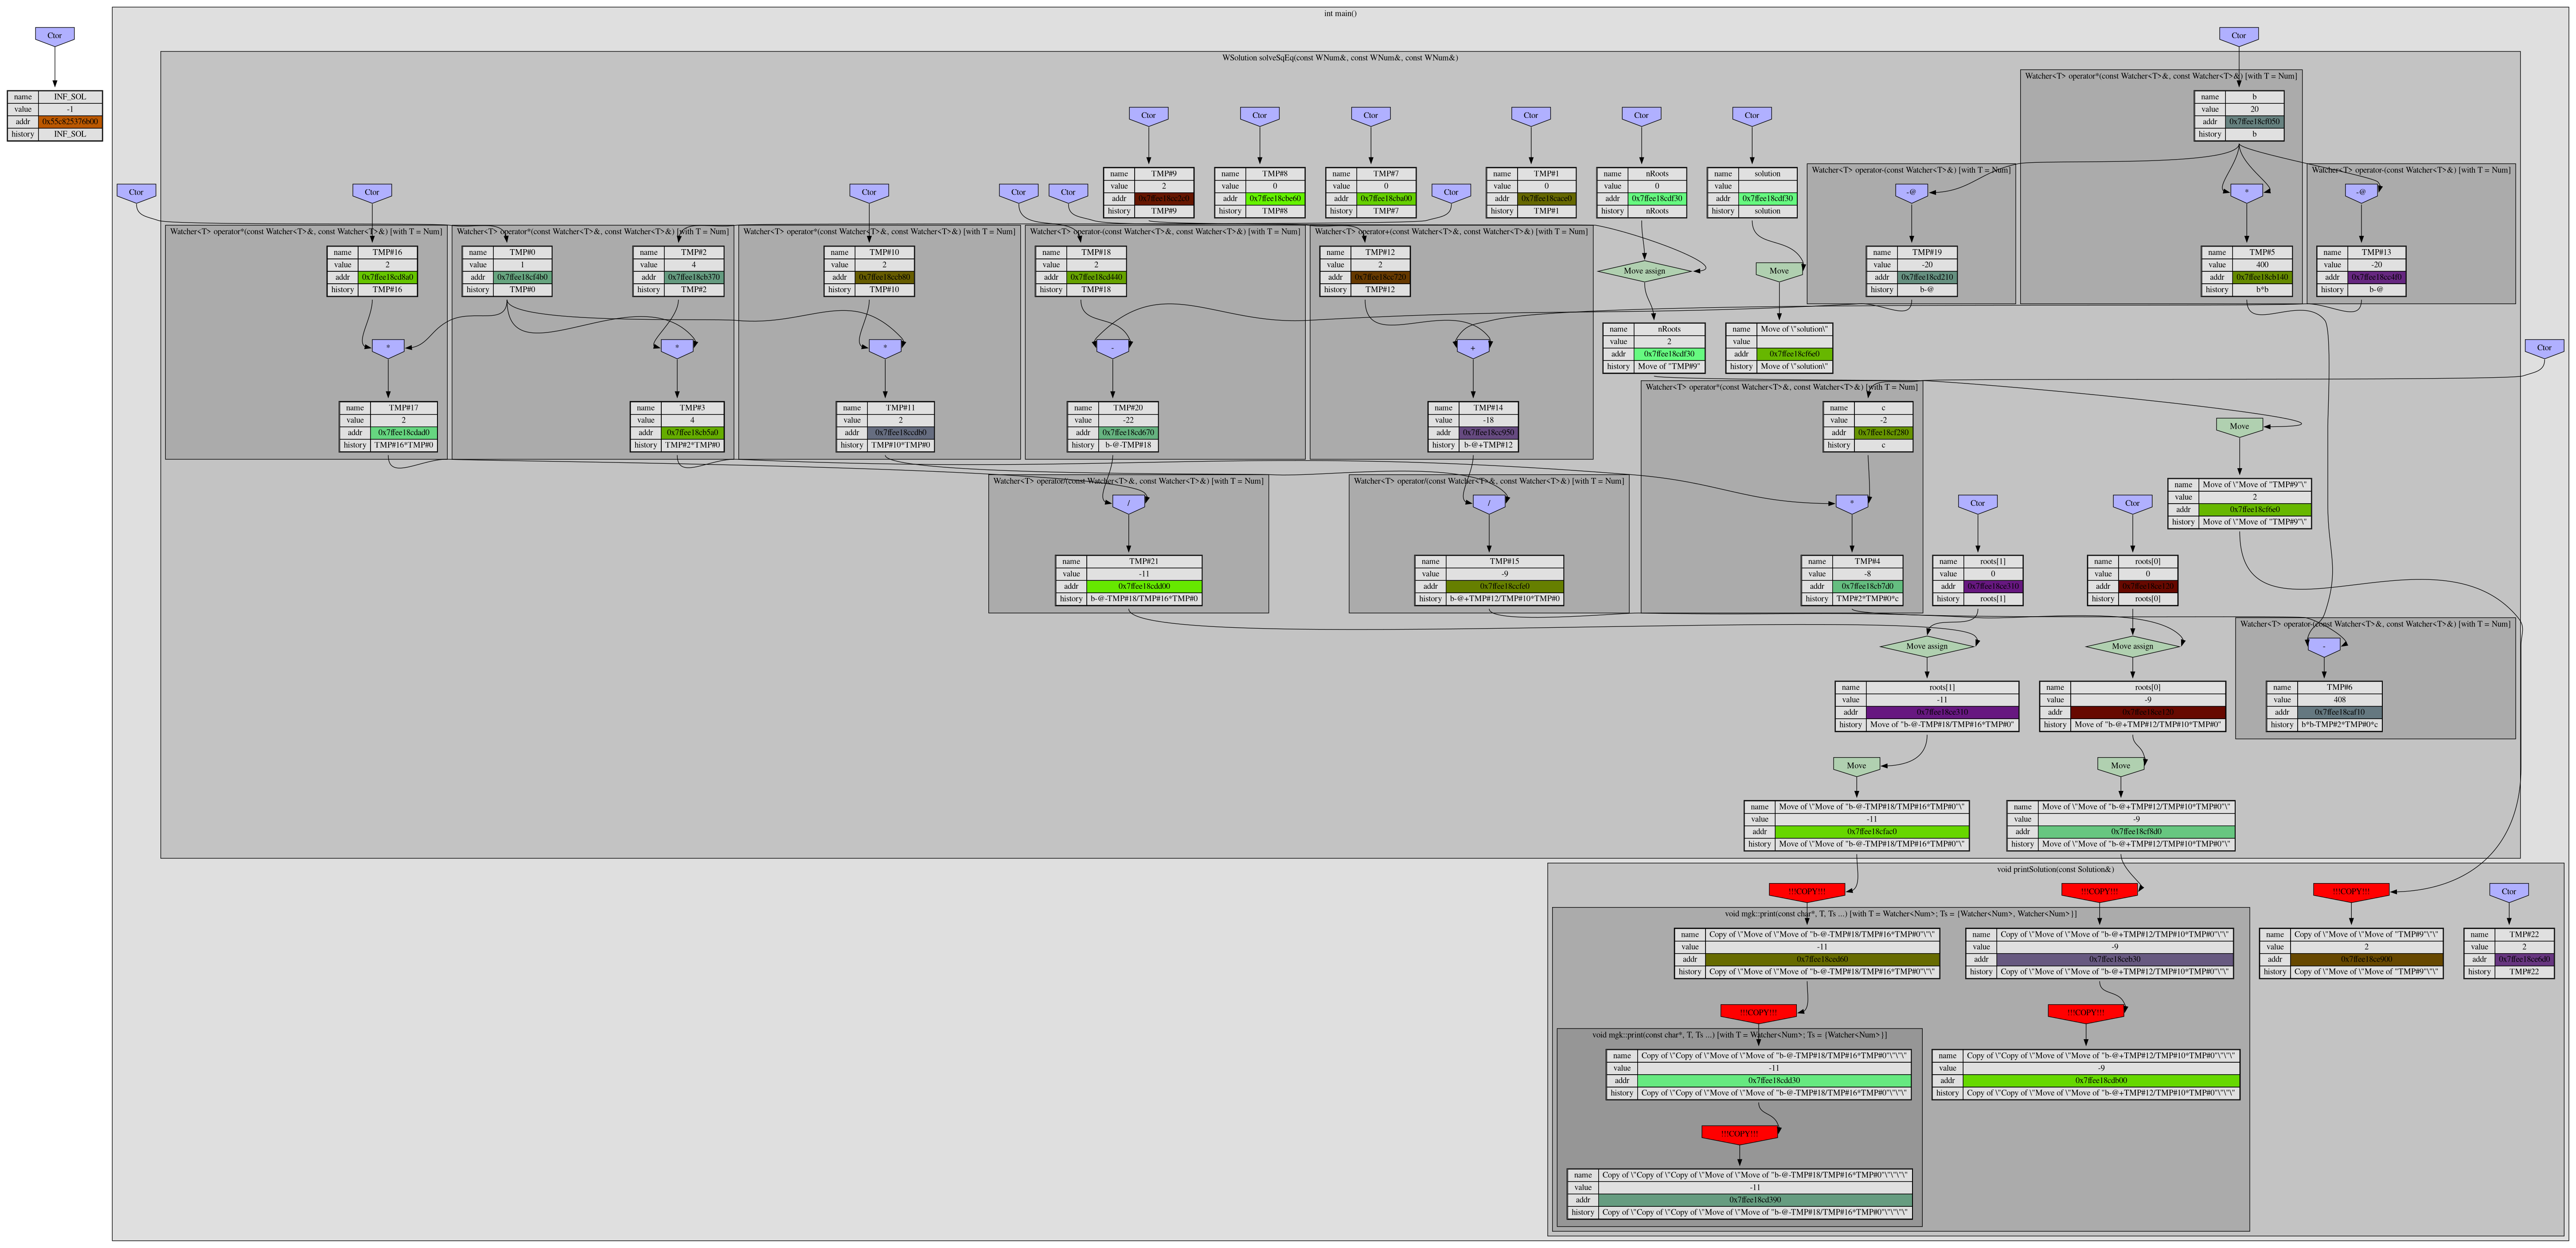 int main()
Ctor
Ctor
WSolution solveSqEq(const WNum&, const WNum&, const WNum&)
Watcher<T> operator*(const Watcher<T>&, const Watcher<T>&) [with T = Num]
name INF_SOL
value -1
addr 0x55c825376b00
history INF_SOL
name b
value 20
addr 0x7ffee18cf050
history b
Ctor
Ctor
Ctor
Ctor
Ctor
Ctor
name TMP#9
value 2
addr
history TMP#9
name TMP#8
value 0
addr 0x7ffee18cbe60
history TMP#8
name TMP#7
value 0
addr 0x7ffee18cba00
history TMP#7
name TMP#1
value 0
addr 0x7ffee18cace0
history TMP#1
name nRoots
value 0
addr 0x7ffee18cdf30
history nRoots
name solution
value
addr 0x7ffee18cdf30
history solution
Watcher<T> operator-(const Watcher<T>&) [with T = Num]
-@
*
Watcher<T> operator-(const Watcher<T>&) [with T = Num]
-@
Ctor
Ctor
Ctor
Ctor
Ctor
Ctor
Watcher<T> operator*(const Watcher<T>&, const Watcher<T>&) [with T = Num]
Watcher<T> operator*(const Watcher<T>&, const Watcher<T>&) [with T = Num]
Watcher<T> operator*(const Watcher<T>&, const Watcher<T>&) [with T = Num]
Watcher<T> operator-(const Watcher<T>&, const Watcher<T>&) [with T = Num]
Watcher<T> operator+(const Watcher<T>&, const Watcher<T>&) [with T = Num]
name TMP#16
value 2
addr 0x7ffee18cd8a0
history TMP#16
name TMP#0
value 1
addr 0x7ffee18cf4b0
history TMP#0
name TMP#2
value 4
addr 0x7ffee18cb370
history TMP#2
name TMP#10
value 2
addr 0x7ffee18ccb80
history TMP#10
name TMP#18
value 2
addr 0x7ffee18cd440
history TMP#18
name TMP#12
value 2
addr 0x7ffee18cc720
history TMP#12
Move assign
Move
name TMP#19
value -20
addr 0x7ffee18cd210
history b-@
name TMP#5
value 400
addr 0x7ffee18cb140
history b*b
name TMP#13
value -20
addr 0x7ffee18cc4f0
history b-@
*
*
*
-
+
name nRoots
value 2
addr 0x7ffee18cdf30
history Move of "TMP#9"
name Move of \"solution\"
value
addr 0x7ffee18cf6e0
history Move of \"solution\"
Ctor
Watcher<T> operator*(const Watcher<T>&, const Watcher<T>&) [with T = Num]
name TMP#17
value 2
addr 0x7ffee18cdad0
history TMP#16*TMP#0
name TMP#3
value 4
addr 0x7ffee18cb5a0
history TMP#2*TMP#0
name TMP#11
value 2
addr 0x7ffee18ccdb0
history TMP#10*TMP#0
name TMP#20
value -22
addr 0x7ffee18cd670
history b-@-TMP#18
name TMP#14
value -18
addr 0x7ffee18cc950
history b-@+TMP#12
name c
value -2
addr 0x7ffee18cf280
history c
Move
Watcher<T> operator/(const Watcher<T>&, const Watcher<T>&) [with T = Num]
Watcher<T> operator/(const Watcher<T>&, const Watcher<T>&) [with T = Num]
/
/
*
Ctor
Ctor
name Move of \"Move of "TMP#9"\"
value 2
addr 0x7ffee18cf6e0
history Move of \"Move of "TMP#9"\"
name TMP#21
value -11
addr 0x7ffee18cdd00
history b-@-TMP#18/TMP#16*TMP#0
name TMP#15
value -9
addr 0x7ffee18ccfe0
history b-@+TMP#12/TMP#10*TMP#0
name TMP#4
value -8
addr 0x7ffee18cb7d0
history TMP#2*TMP#0*c
name roots[1]
value 0
addr 0x7ffee18ce310
history roots[1]
name roots[0]
value 0
addr
history roots[0]
Watcher<T> operator-(const Watcher<T>&, const Watcher<T>&) [with T = Num]
Move assign
Move assign
-
name roots[1]
value -11
addr 0x7ffee18ce310
history Move of "b-@-TMP#18/TMP#16*TMP#0"
name roots[0]
value -9
addr
history Move of "b-@+TMP#12/TMP#10*TMP#0"
name TMP#6
value 408
addr 0x7ffee18caf10
history b*b-TMP#2*TMP#0*c
Move
Move
name Move of \"Move of "b-@-TMP#18/TMP#16*TMP#0"\"
value -11
addr 0x7ffee18cfac0
history Move of \"Move of "b-@-TMP#18/TMP#16*TMP#0"\"
name Move of \"Move of "b-@+TMP#12/TMP#10*TMP#0"\"
value -9
addr 0x7ffee18cf8d0
history Move of \"Move of "b-@+TMP#12/TMP#10*TMP#0"\"
void printSolution(const Solution&)
!!!COPY!!!
!!!COPY!!!
!!!COPY!!!
Ctor
void mgk::print(const char*, T, Ts ...) [with T = Watcher<Num>; Ts = {Watcher<Num>, Watcher<Num>}]
name Copy of \"Move of \"Move of "b-@-TMP#18/TMP#16*TMP#0"\"\"
value -11
addr 0x7ffee18ced60
history Copy of \"Move of \"Move of "b-@-TMP#18/TMP#16*TMP#0"\"\"
name Copy of \"Move of \"Move of "b-@+TMP#12/TMP#10*TMP#0"\"\"
value -9
addr 0x7ffee18ceb30
history Copy of \"Move of \"Move of "b-@+TMP#12/TMP#10*TMP#0"\"\"
name Copy of \"Move of \"Move of "TMP#9"\"\"
value 2
addr 0x7ffee18ce900
history Copy of \"Move of \"Move of "TMP#9"\"\"
name TMP#22
value 2
addr 0x7ffee18ce6d0
history TMP#22
!!!COPY!!!
!!!COPY!!!
void mgk::print(const char*, T, Ts ...) [with T = Watcher<Num>; Ts = {Watcher<Num>}]
name Copy of \"Copy of \"Move of \"Move of "b-@-TMP#18/TMP#16*TMP#0"\"\"\"
value -11
addr 0x7ffee18cdd30
history Copy of \"Copy of \"Move of \"Move of "b-@-TMP#18/TMP#16*TMP#0"\"\"\"
name Copy of \"Copy of \"Move of \"Move of "b-@+TMP#12/TMP#10*TMP#0"\"\"\"
value -9
addr 0x7ffee18cdb00
history Copy of \"Copy of \"Move of \"Move of "b-@+TMP#12/TMP#10*TMP#0"\"\"\"
!!!COPY!!!
name Copy of \"Copy of \"Copy of \"Move of \"Move of "b-@-TMP#18/TMP#16*TMP#0"\"\"\"\"
value -11
addr 0x7ffee18cd390
history Copy of \"Copy of \"Copy of \"Move of \"Move of "b-@-TMP#18/TMP#16*TMP#0"\"\"\"\"